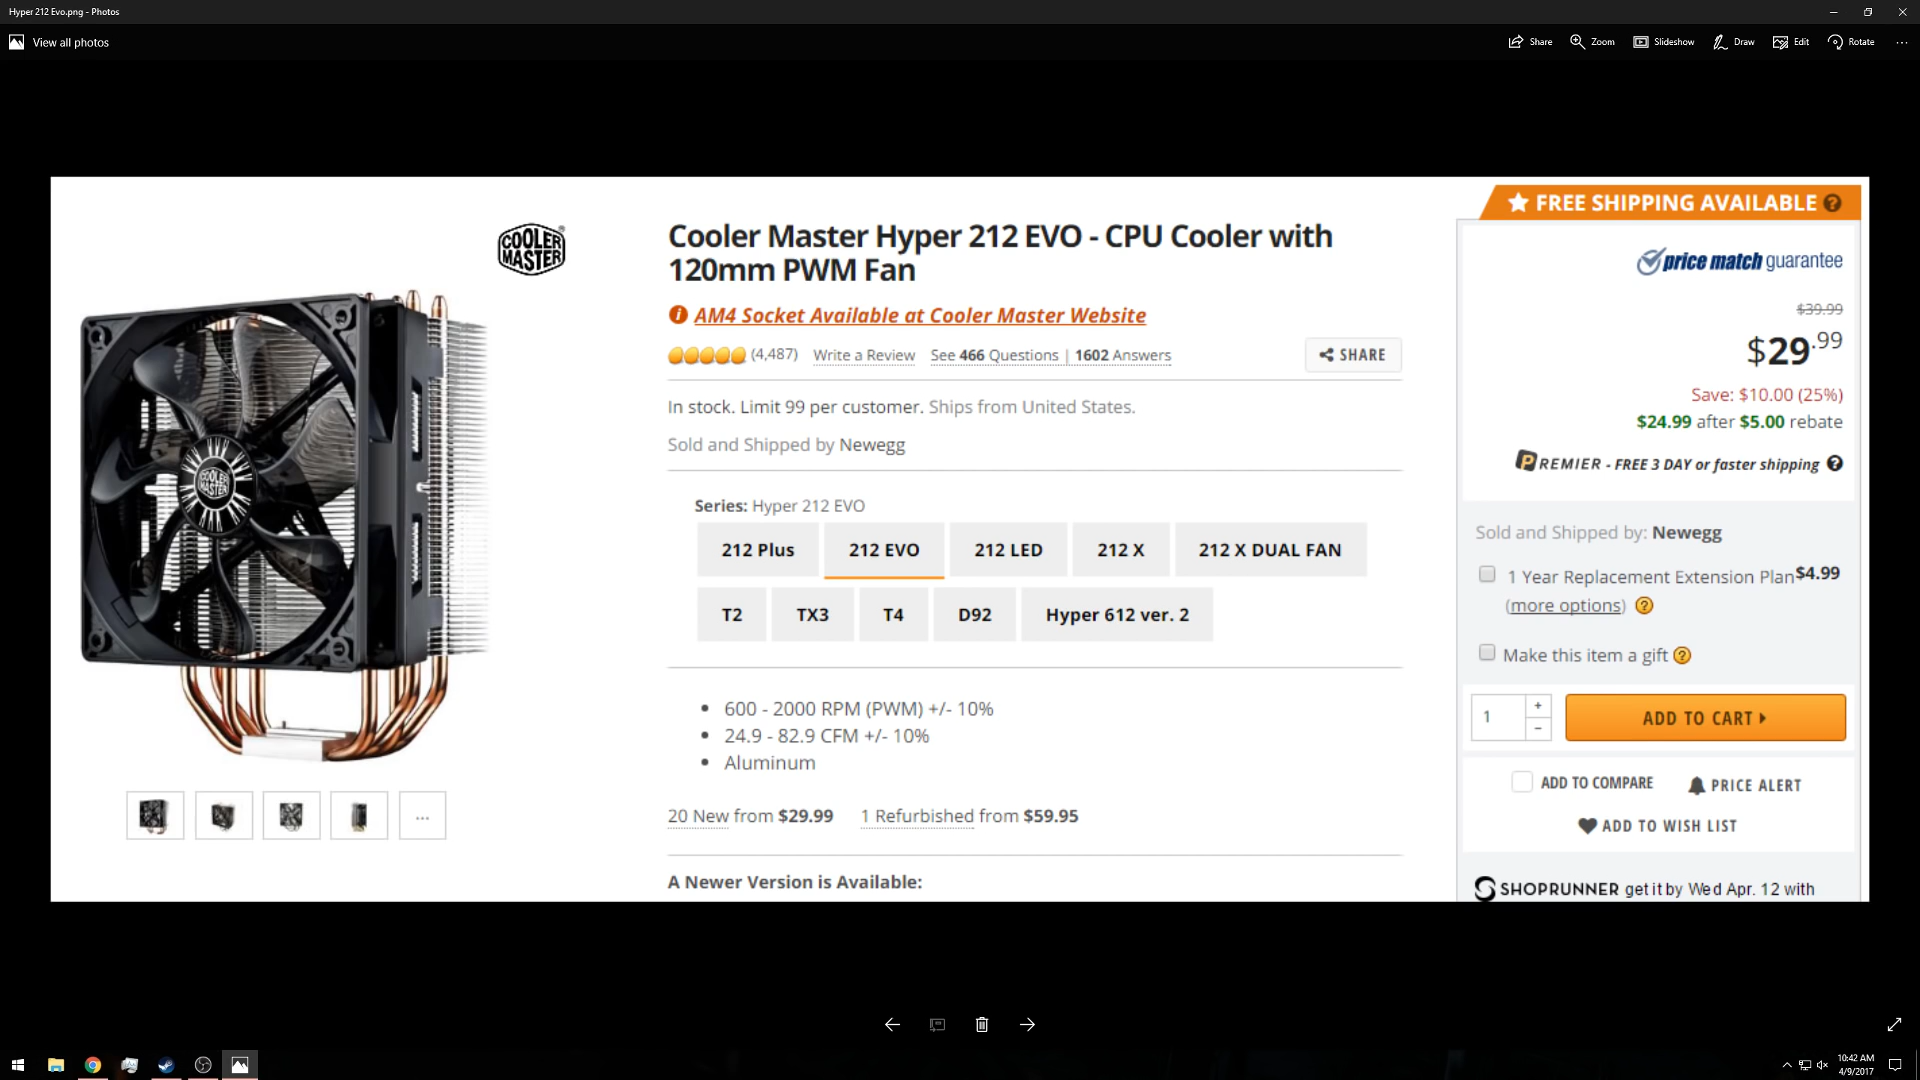 Hyper 212 Evo.png - Photos
View all photos
Share
Zoom
Slideshow
Draw
Edit
Rotate
COOLER MASTER
COOLER MASTER
Cooler Master Hyper 212 EVO - CPU Cooler with
120mm PWM Fan
AM4 Socket Available at Cooler Master Website
(4,487) Write a Review See 466 Questions | 1602 Answers
SHARE
In stock. Limit 99 per customer. Ships from United States.
Sold and Shipped by Newegg
Series: Hyper 212 EVO
212 Plus
212 EVO
212 LED
212 X
212 X DUAL FAN
T2
TX3
T4
D92
Hyper 612 ver. 2
• 600 - 2000 RPM (PWM) +/- 10%
• 24.9 - 82.9 CFM +/- 10%
• Aluminum
20 New from $29.99 1 Refurbished from $59.95
A Newer Version is Available:
FREE SHIPPING AVAILABLE ?
price match guarantee
$39.99
$29.99
Save: $10.00 (25%)
$24.99 after $5.00 rebate
PREMIER - FREE 3 DAY or faster shipping ?
Sold and Shipped by: Newegg
1 Year Replacement Extension Plan $4.99
(more options) ?
Make this item a gift ?
1 + −
ADD TO CART
ADD TO COMPARE
PRICE ALERT
ADD TO WISH LIST
SHOPRUNNER get it by Wed Apr. 12 with
10:42 AM
4/9/2017